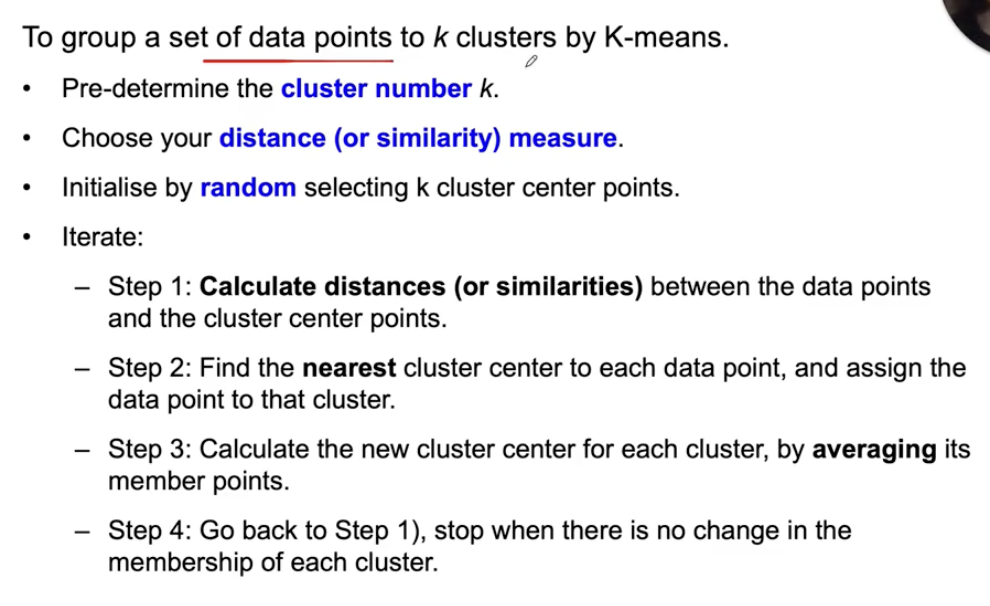 To group a set of data points to k clusters by K-means.
• Pre-determine the cluster number k.
• Choose your distance (or similarity) measure.
• Initialise by random selecting k cluster center points.
• Iterate:
– Step 1: Calculate distances (or similarities) between the data points
and the cluster center points.
– Step 2: Find the nearest cluster center to each data point, and assign the
data point to that cluster.
– Step 3: Calculate the new cluster center for each cluster, by averaging its
member points.
– Step 4: Go back to Step 1), stop when there is no change in the
membership of each cluster.